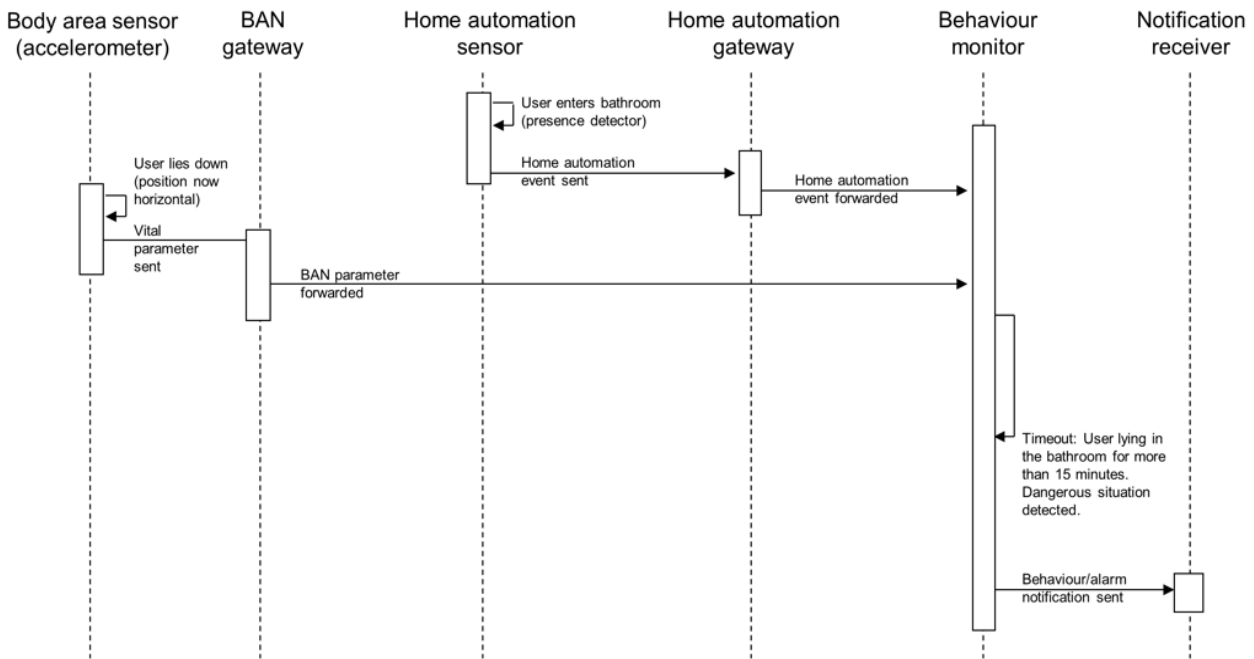 Body area sensor
(accelerometer)
BAN
gateway
Home automation
sensor
Home automation
gateway
Behaviour
monitor
Notification
receiver
User enters bathroom
(presence detector)
Home automation
event sent
Home automation
event forwarded
User lies down
(position now
horizontal)
Vital
parameter
sent
BAN parameter
forwarded
Timeout: User lying in
the bathroom for more
than 15 minutes.
Dangerous situation
detected.
Behaviour/alarm
notification sent